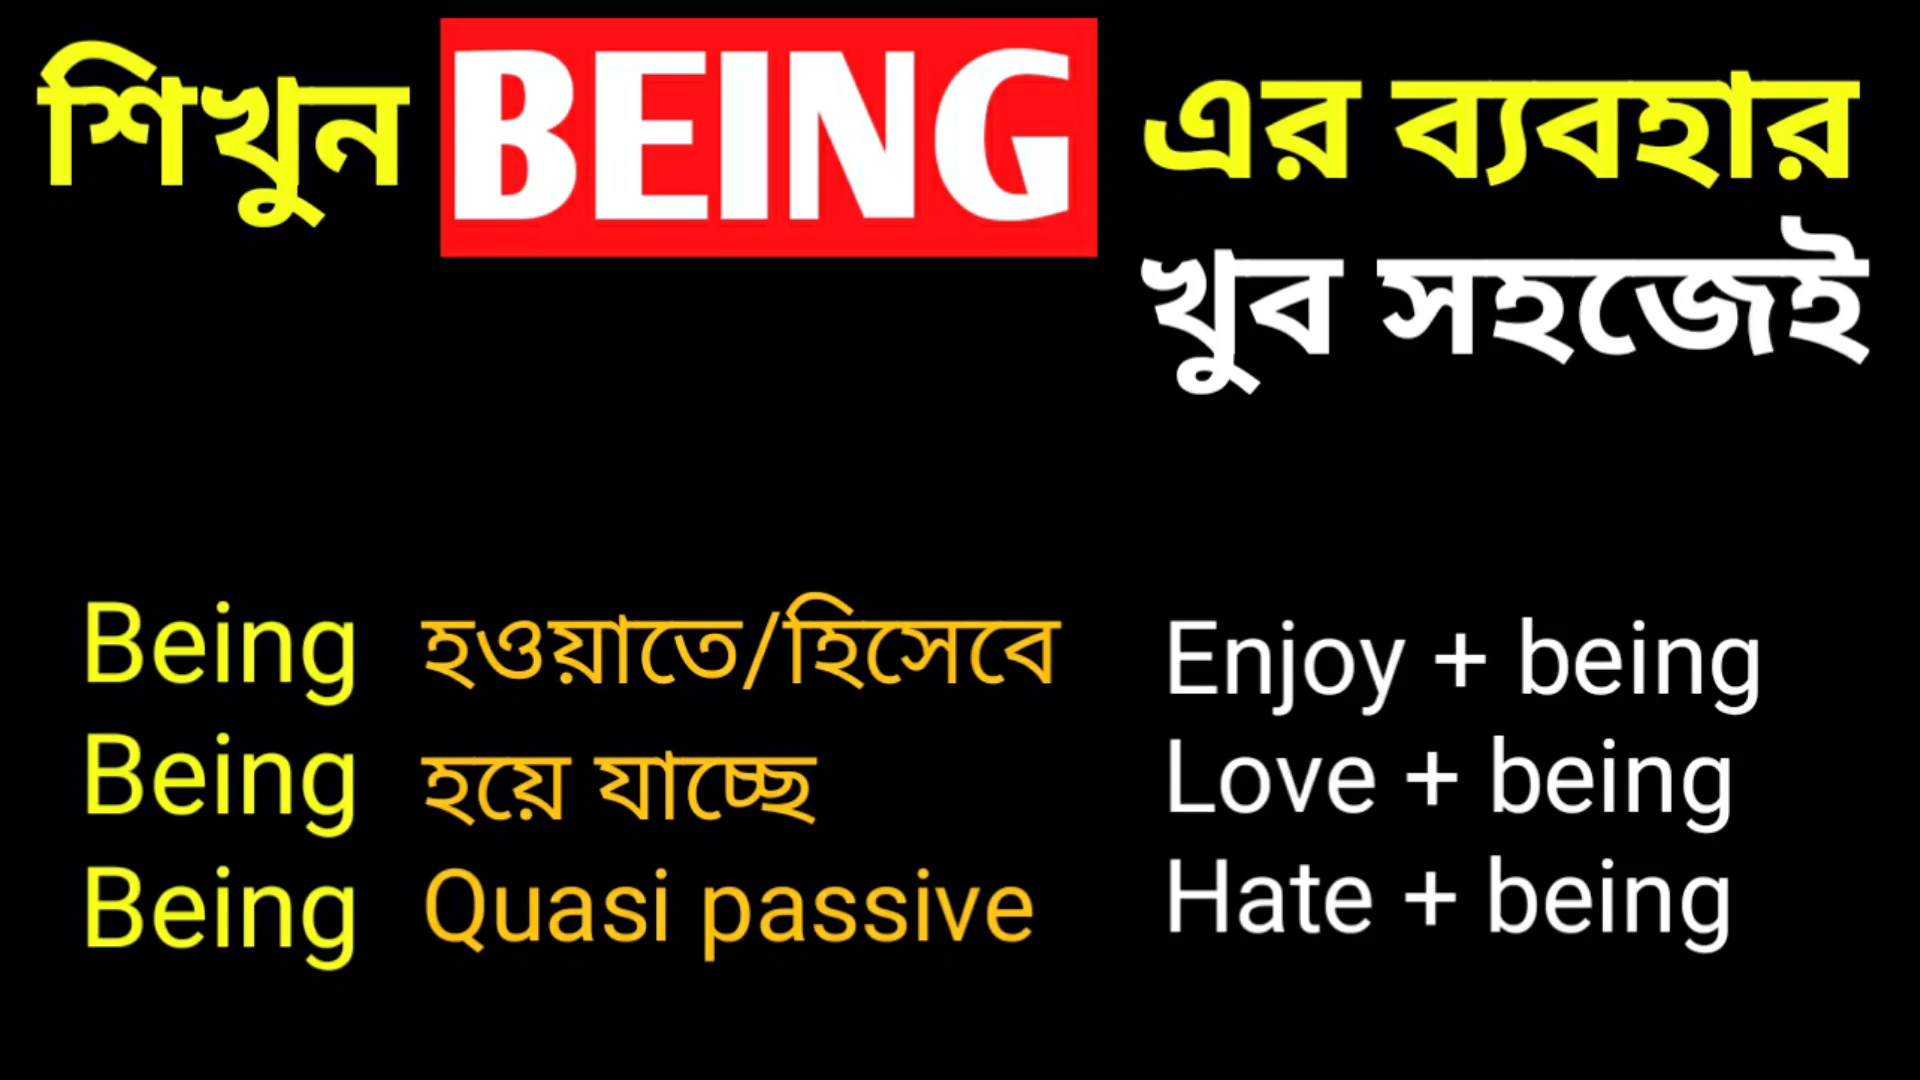 শিখুন BEING এর ব্যবহার
খুব সহজেই
Being হওয়াতে/হিসেবে
Being হয়ে যাচ্ছে
Being Quasi passive
Enjoy + being
Love + being
Hate + being